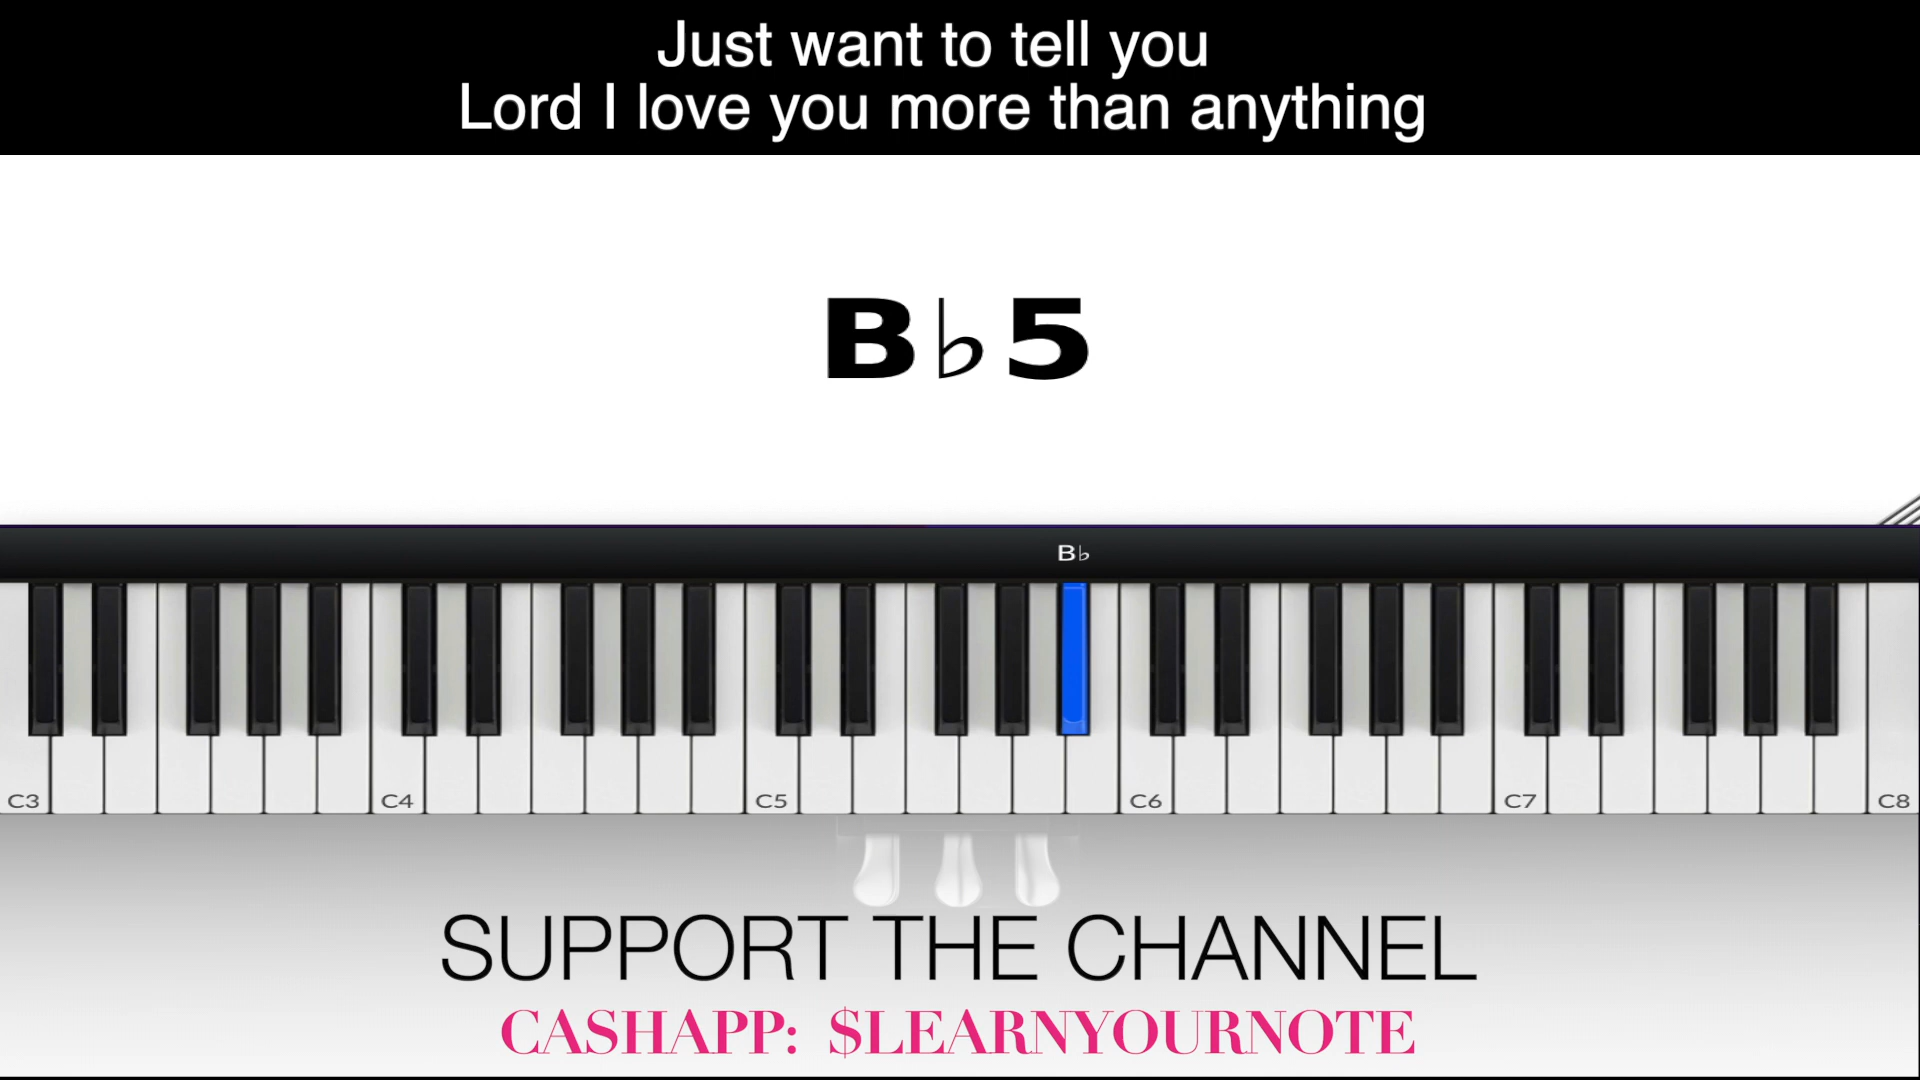 Just want to tell you
Lord I love you more than anything
B♭5
B♭
C3 C4 C5 C6 C7 C8
SUPPORT THE CHANNEL
CASHAPP: $LEARNYOURNOTE